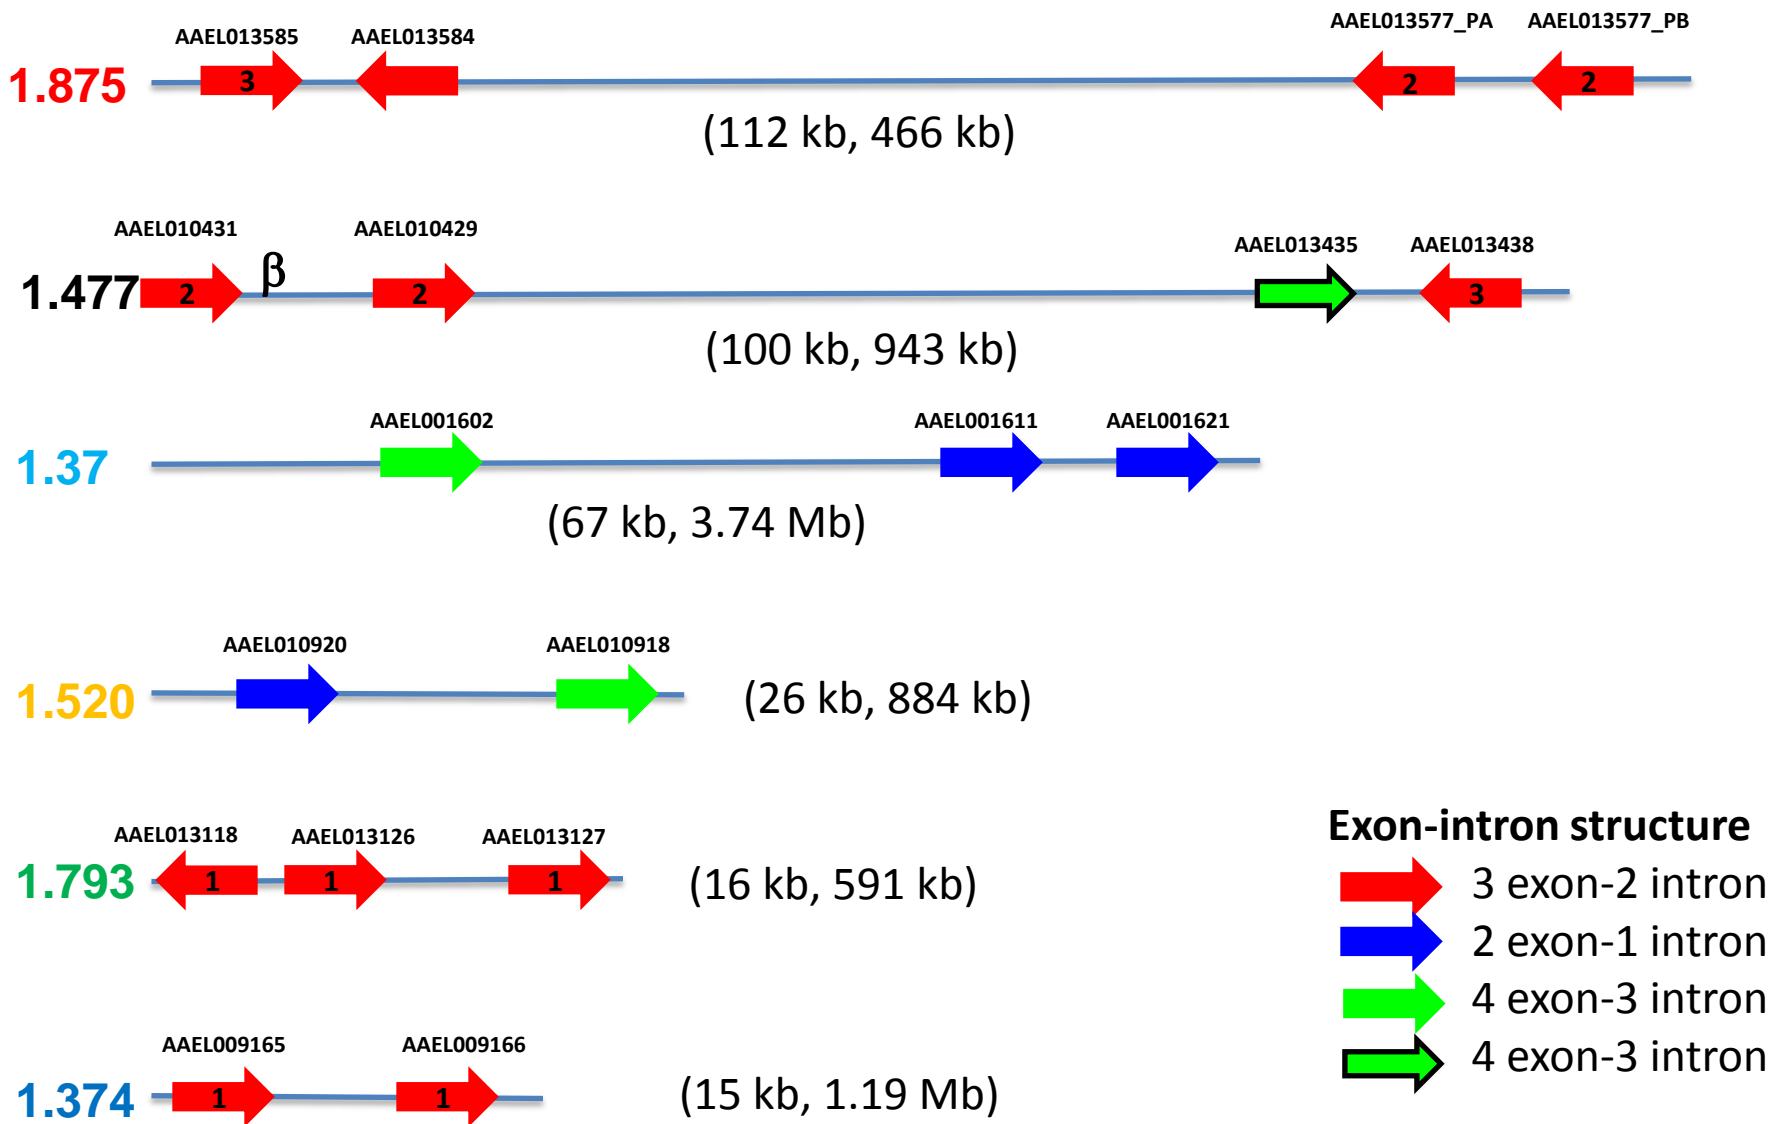 AAEL013585 AAEL013584 AAEL013577_PA AAEL013577_PB
1.875 3 2 2
(112 kb, 466 kb)
AAEL010431 β AAEL010429 AAEL013435 AAEL013438
1.477 2 2 3
(100 kb, 943 kb)
AAEL001602 AAEL001611 AAEL001621
1.37
(67 kb, 3.74 Mb)
AAEL010920 AAEL010918
1.520 (26 kb, 884 kb)
AAEL013118 AAEL013126 AAEL013127
1.793 1 1 1 (16 kb, 591 kb)
AAEL009165 AAEL009166
1.374 1 1 (15 kb, 1.19 Mb)
Exon-intron structure
3 exon-2 intron
2 exon-1 intron
4 exon-3 intron
4 exon-3 intron